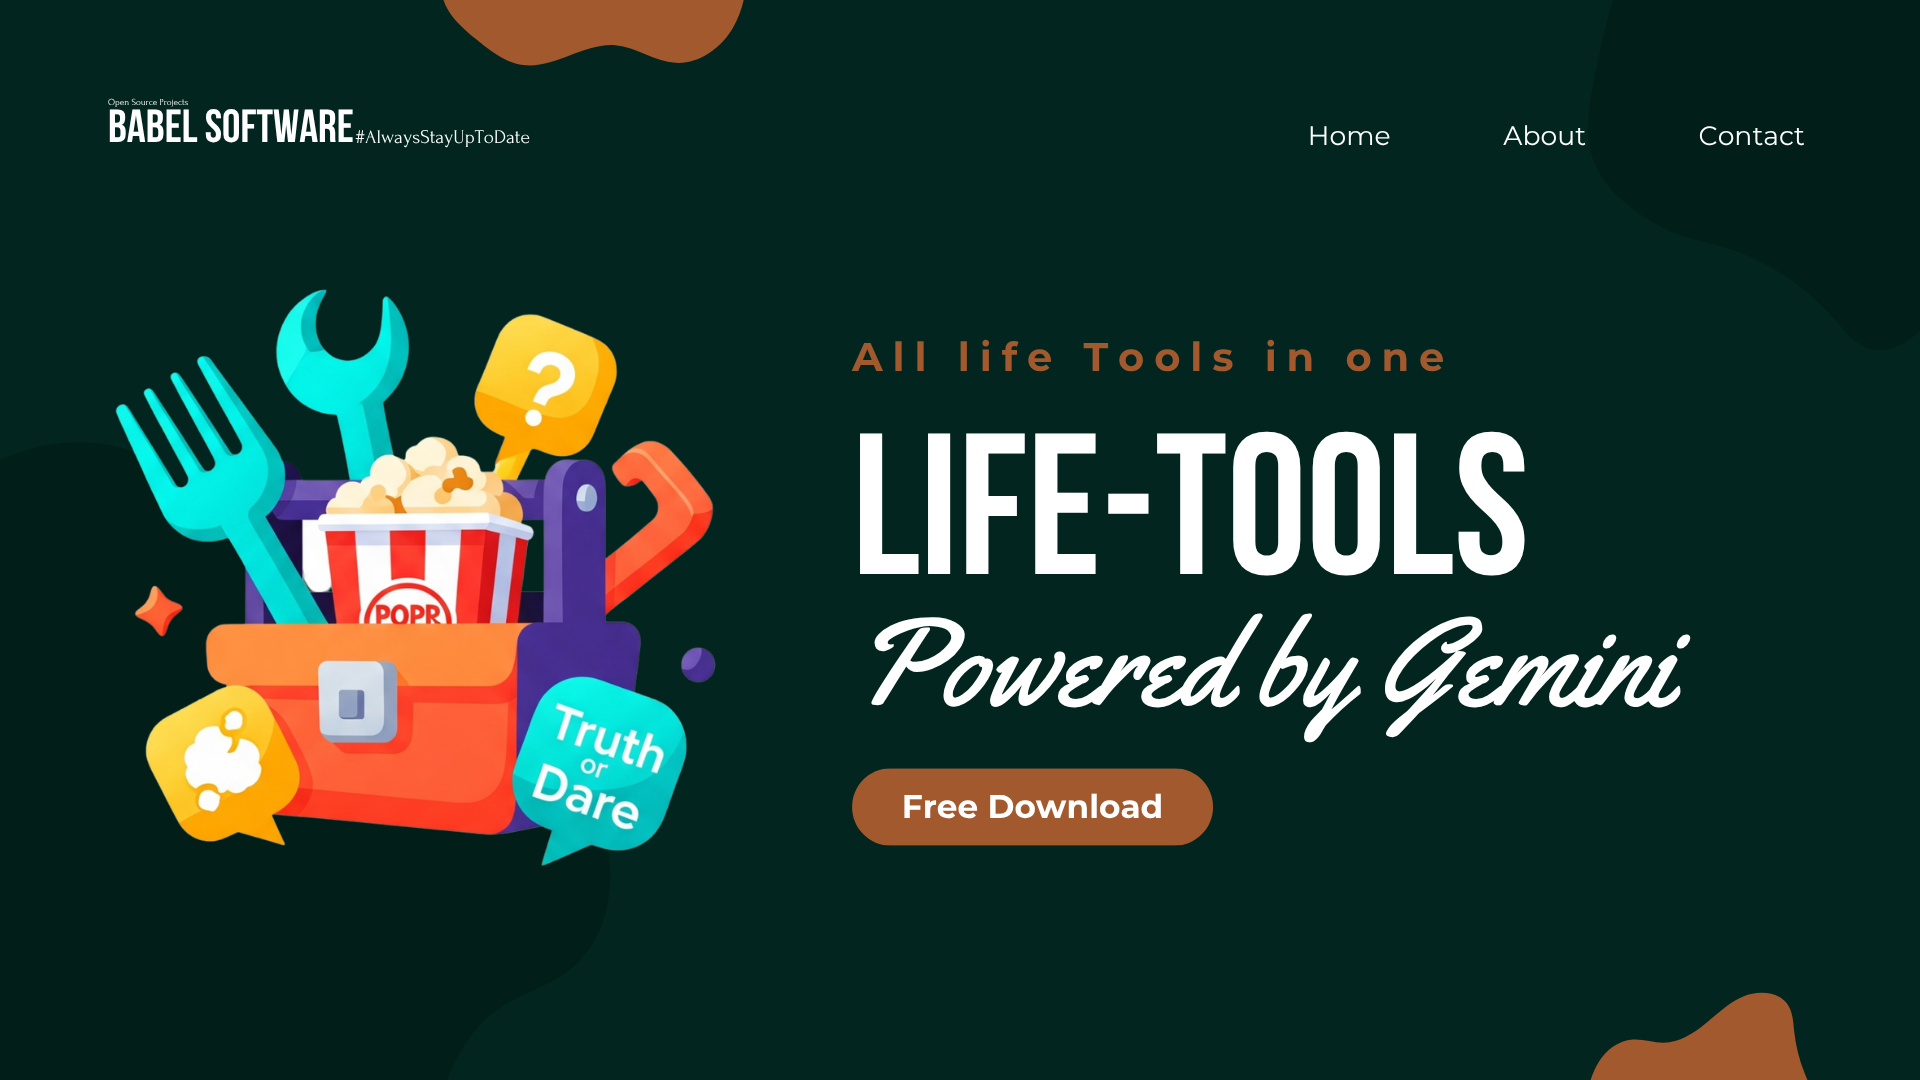 Open Source Projects
BABEL SOFTWARE #AlwaysStayUpToDate
Home About Contact
?
All life Tools in one
LIFE-TOOLS
POPR
Powered by Gemini
Truth
or
Dare
Free Download